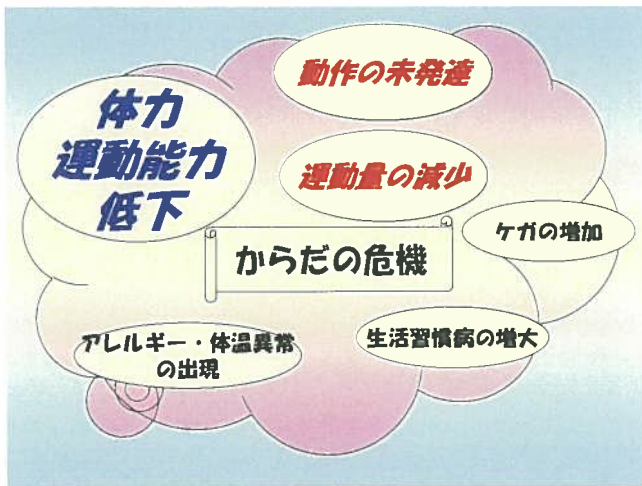 動作の未発達
体力
運動能力
低下
運動量の減少
ケガの増加
からだの危機
生活習慣病の増大
アレルギー・体温異常
の出現